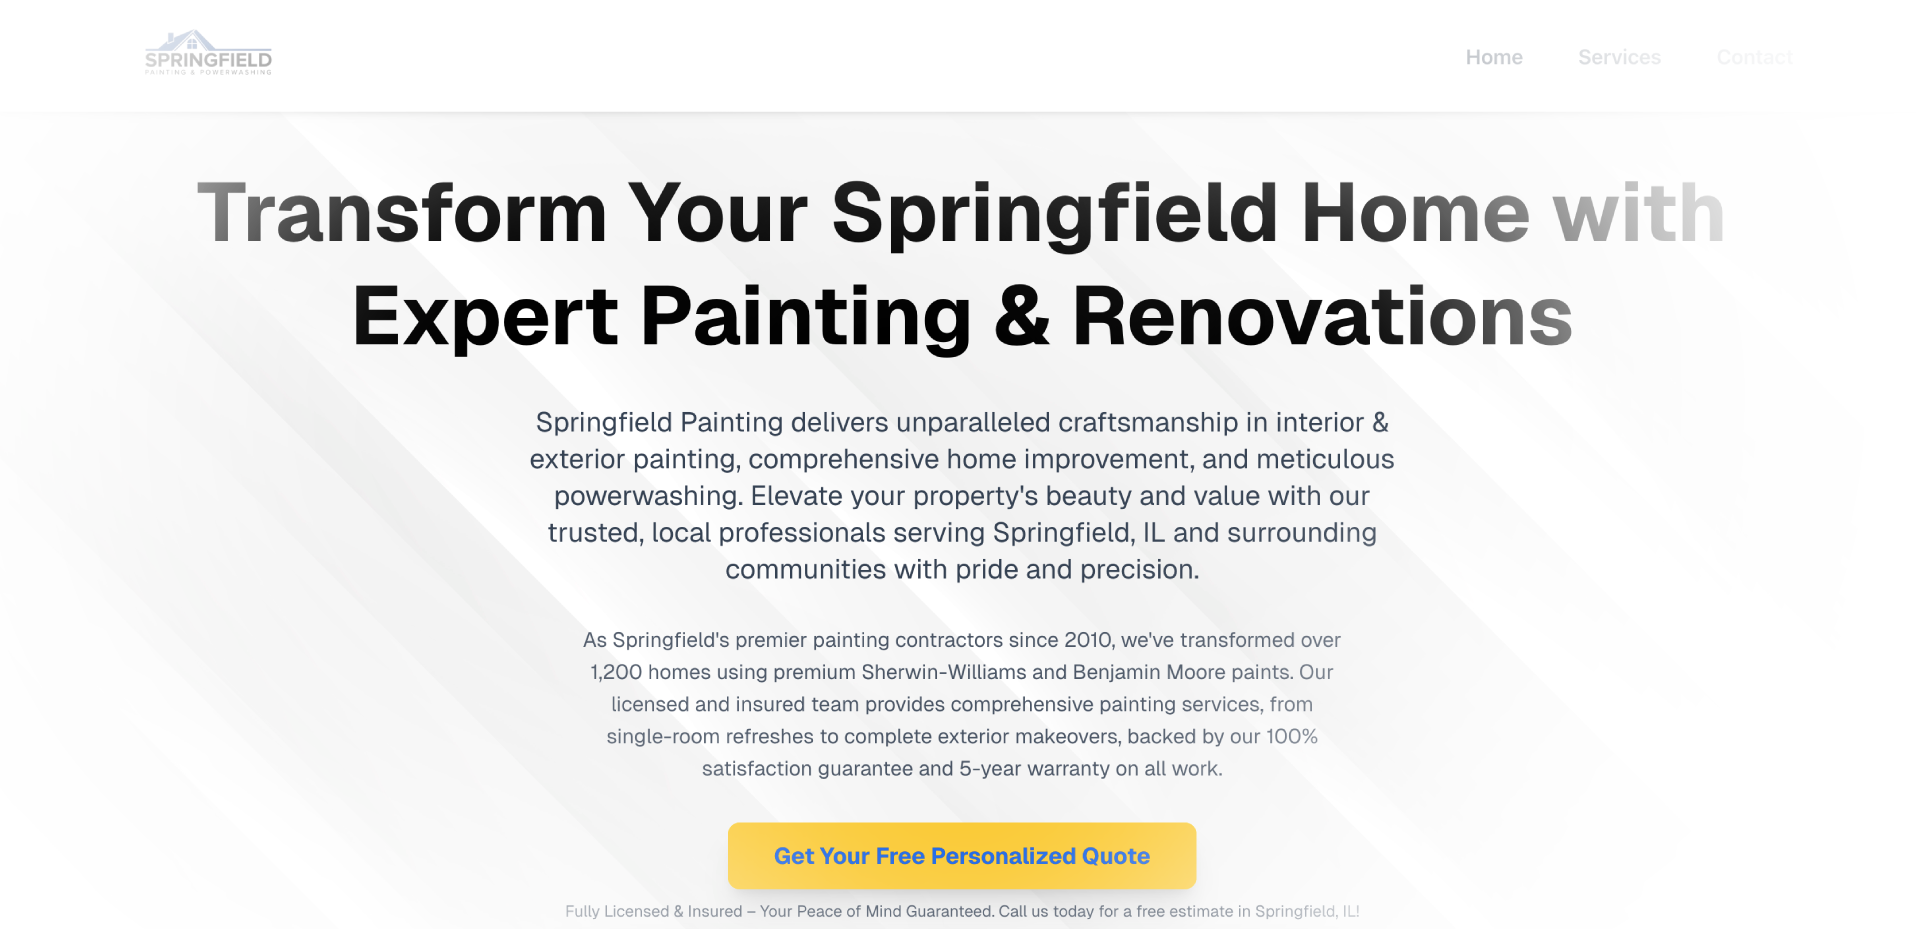 SPRINGFIELD
PAINTING & POWERWASHING
Home
Services
Contact
Transform Your Springfield Home with
Expert Painting & Renovations
Springfield Painting delivers unparalleled craftsmanship in interior &
exterior painting, comprehensive home improvement, and meticulous
powerwashing. Elevate your property's beauty and value with our
trusted, local professionals serving Springfield, IL and surrounding
communities with pride and precision.
As Springfield's premier painting contractors since 2010, we've transformed over
1,200 homes using premium Sherwin-Williams and Benjamin Moore paints. Our
licensed and insured team provides comprehensive painting services, from
single-room refreshes to complete exterior makeovers, backed by our 100%
satisfaction guarantee and 5-year warranty on all work.
Get Your Free Personalized Quote
Fully Licensed & Insured – Your Peace of Mind Guaranteed. Call us today for a free estimate in Springfield, IL!